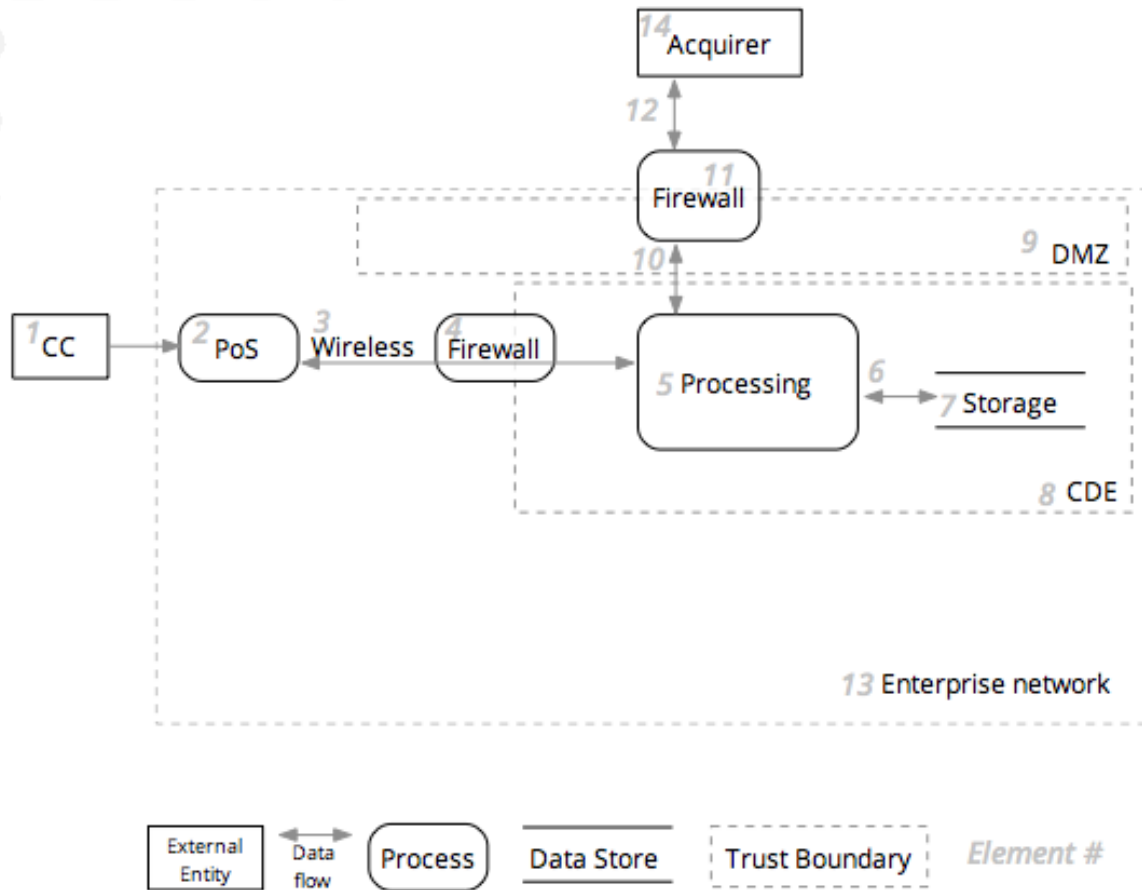 14
Acquirer
12
11
Firewall
10
9
DMZ
1 CC
2 PoS
3
Wireless
4
Firewall
5 Processing
6
7 Storage
8 CDE
13 Enterprise network
External
Entity
Data
flow
Process
Data Store
Trust Boundary
Element #